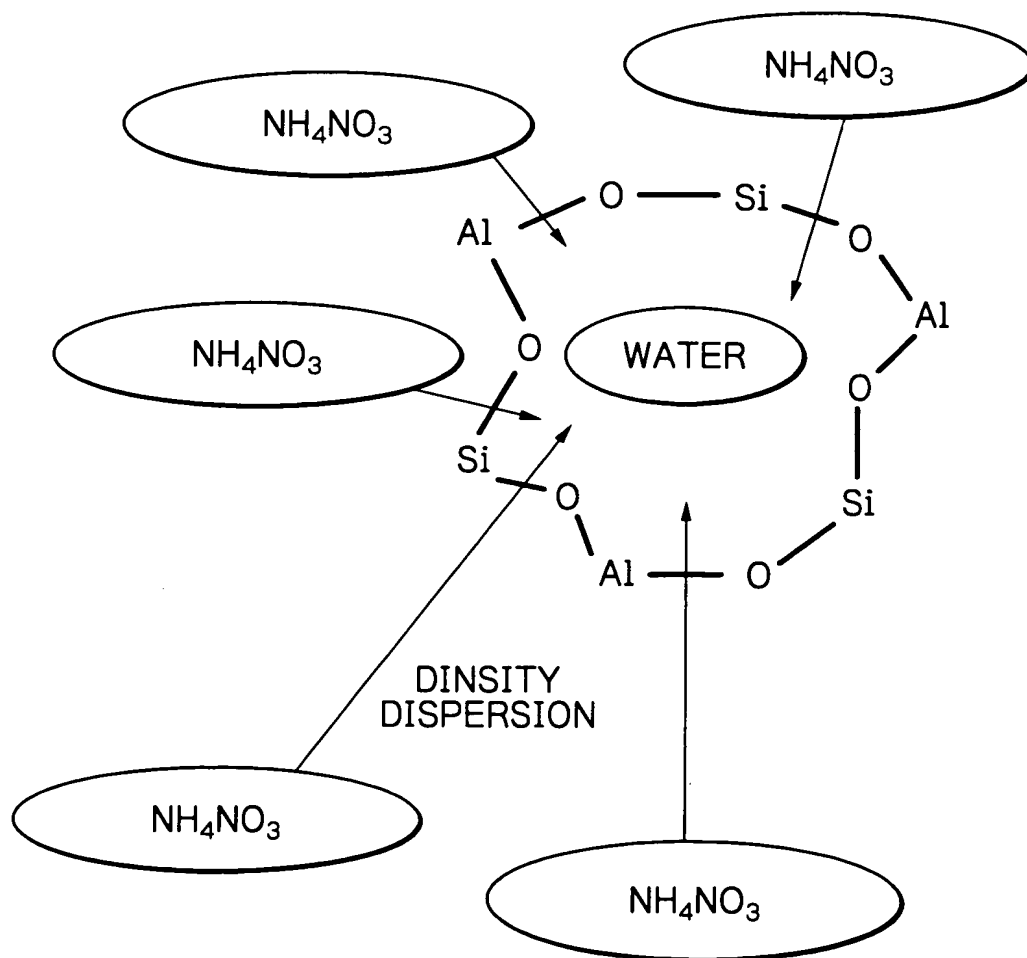 NH₄NO₃
NH₄NO₃
O
Si
Al
O
Al
NH₄NO₃
O
WATER
O
Si
O
Si
Al
O
DINSITY
DISPERSION
NH₄NO₃
NH₄NO₃